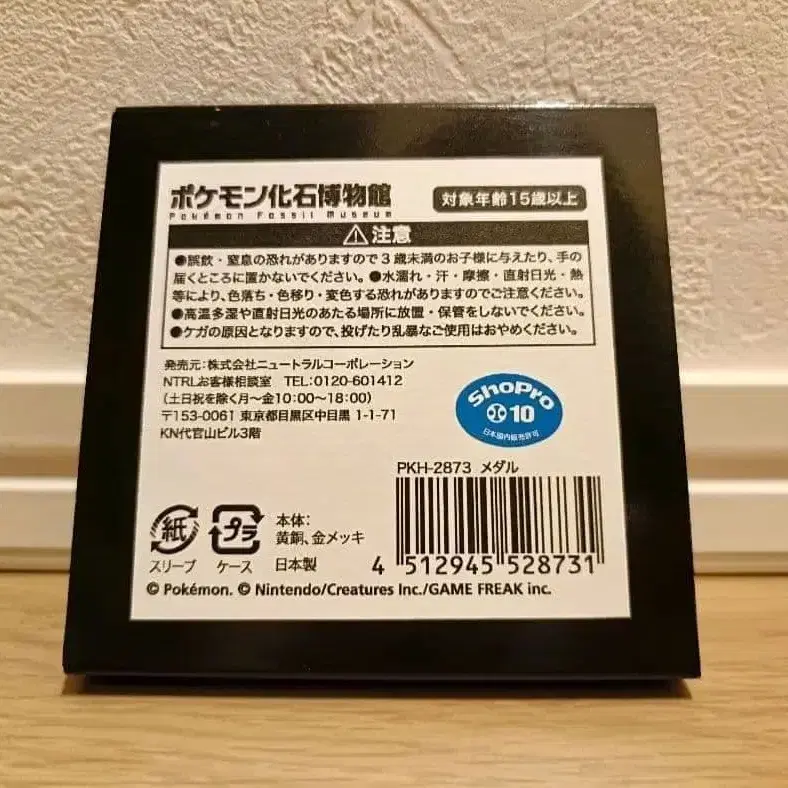 ポケモン化石博物館
Pokémon Fossil Museum
対象年齢15歳以上
⚠注意
●誤飲・窒息の恐れがありますので3歳未満のお子様に与えたり、手の
届くところに置かないでください。●水濡れ・汗・摩擦・直射日光・熱
等により、色落ち・色移り・変色する恐れがありますのでご注意ください。
●高温多湿や直射日光のあたる場所に放置・保管をしないでください。
●ケガの原因となりますので、投げたり乱暴なご使用はおやめください。
発売元:株式会社ニュートラルコーポレーション
NTRLお客様相談室 TEL:0120-601412
(土日祝を除く月〜金10:00〜18:00)
〒153-0061 東京都目黒区中目黒 1-1-71
KN代官山ビル3階
ShoPro
10
日本国内販売許可
PKH-2873 メダル
紙
スリーブ
プラ
ケース
本体:
黄銅、金メッキ
日本製
4 512945 528731
© Pokémon. © Nintendo/Creatures Inc./GAME FREAK inc.